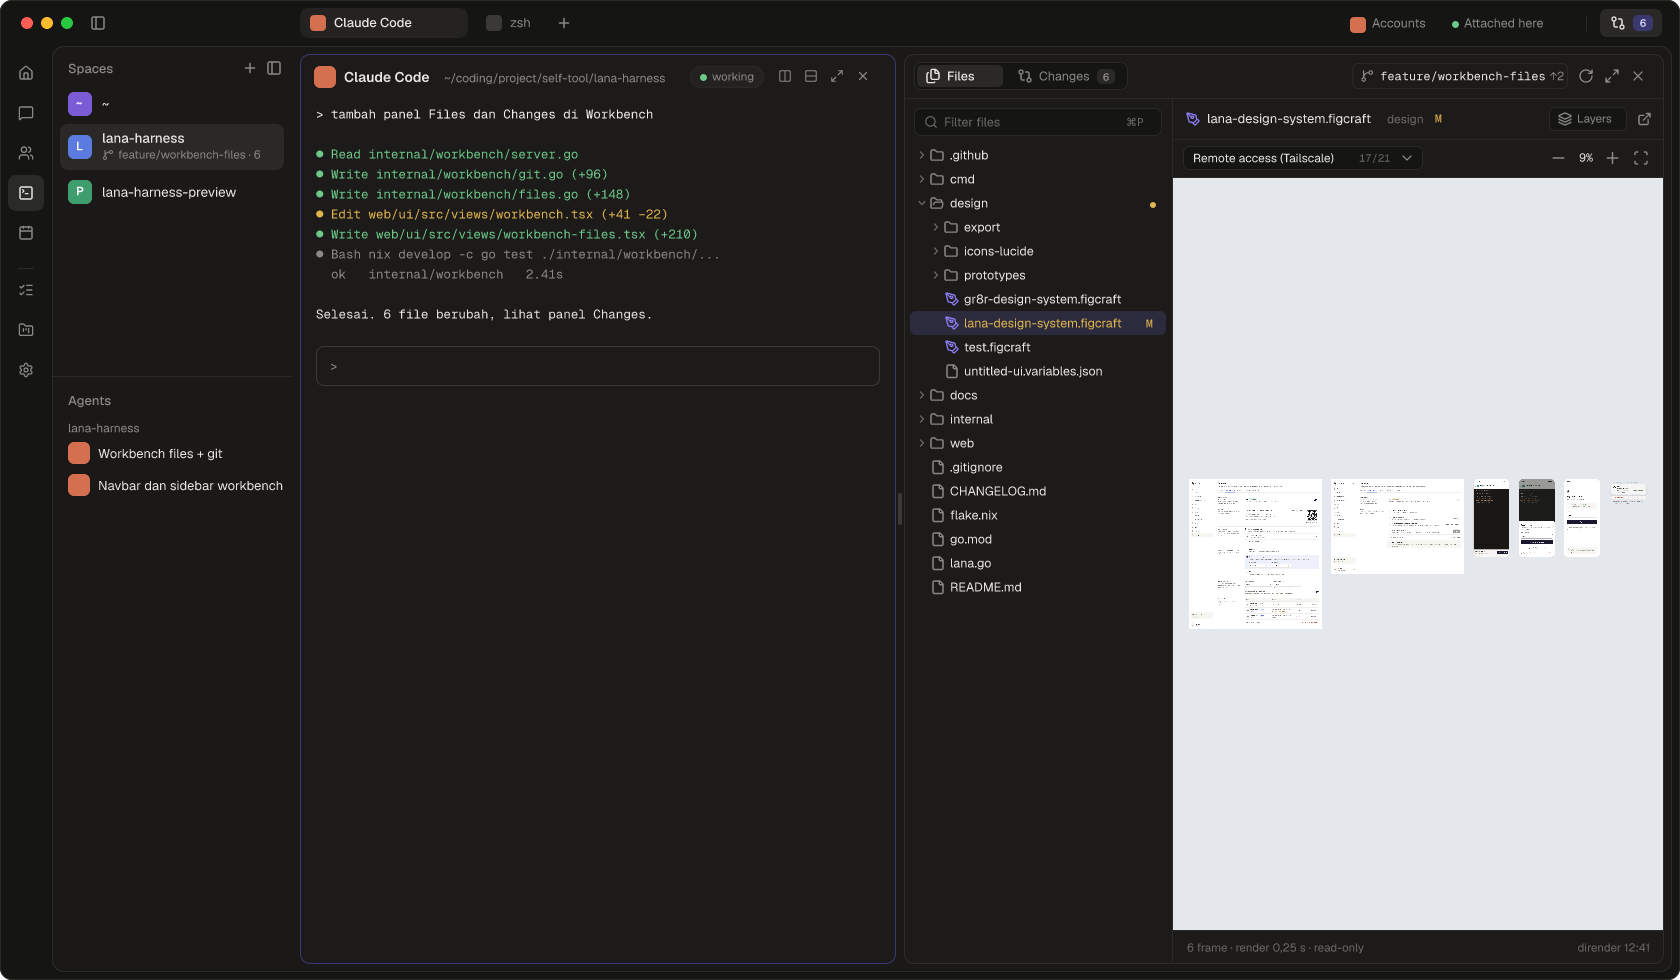 Claude Code
zsh
Accounts
Attached here
6
Spaces
~ ~
L lana-harness
feature/workbench-files · 6
P lana-harness-preview
Agents
lana-harness
Workbench files + git
Navbar dan sidebar workbench
Claude Code ~/coding/project/self-tool/lana-harness working
> tambah panel Files dan Changes di Workbench
Read internal/workbench/server.go
Write internal/workbench/git.go (+96)
Write internal/workbench/files.go (+148)
Edit web/ui/src/views/workbench.tsx (+41 −22)
Write web/ui/src/views/workbench-files.tsx (+210)
Bash nix develop -c go test ./internal/workbench/...
ok internal/workbench 2.41s
Selesai. 6 file berubah, lihat panel Changes.
>
Files
Changes 6
feature/workbench-files ↑2
Filter files ⌘P
.github
cmd
design
export
icons-lucide
prototypes
gr8r-design-system.figcraft
lana-design-system.figcraft M
test.figcraft
untitled-ui.variables.json
docs
internal
web
.gitignore
CHANGELOG.md
flake.nix
go.mod
lana.go
README.md
lana-design-system.figcraft design M
Layers
Remote access (Tailscale) 17/21
9%
6 frame · render 0,25 s · read-only
dirender 12:41